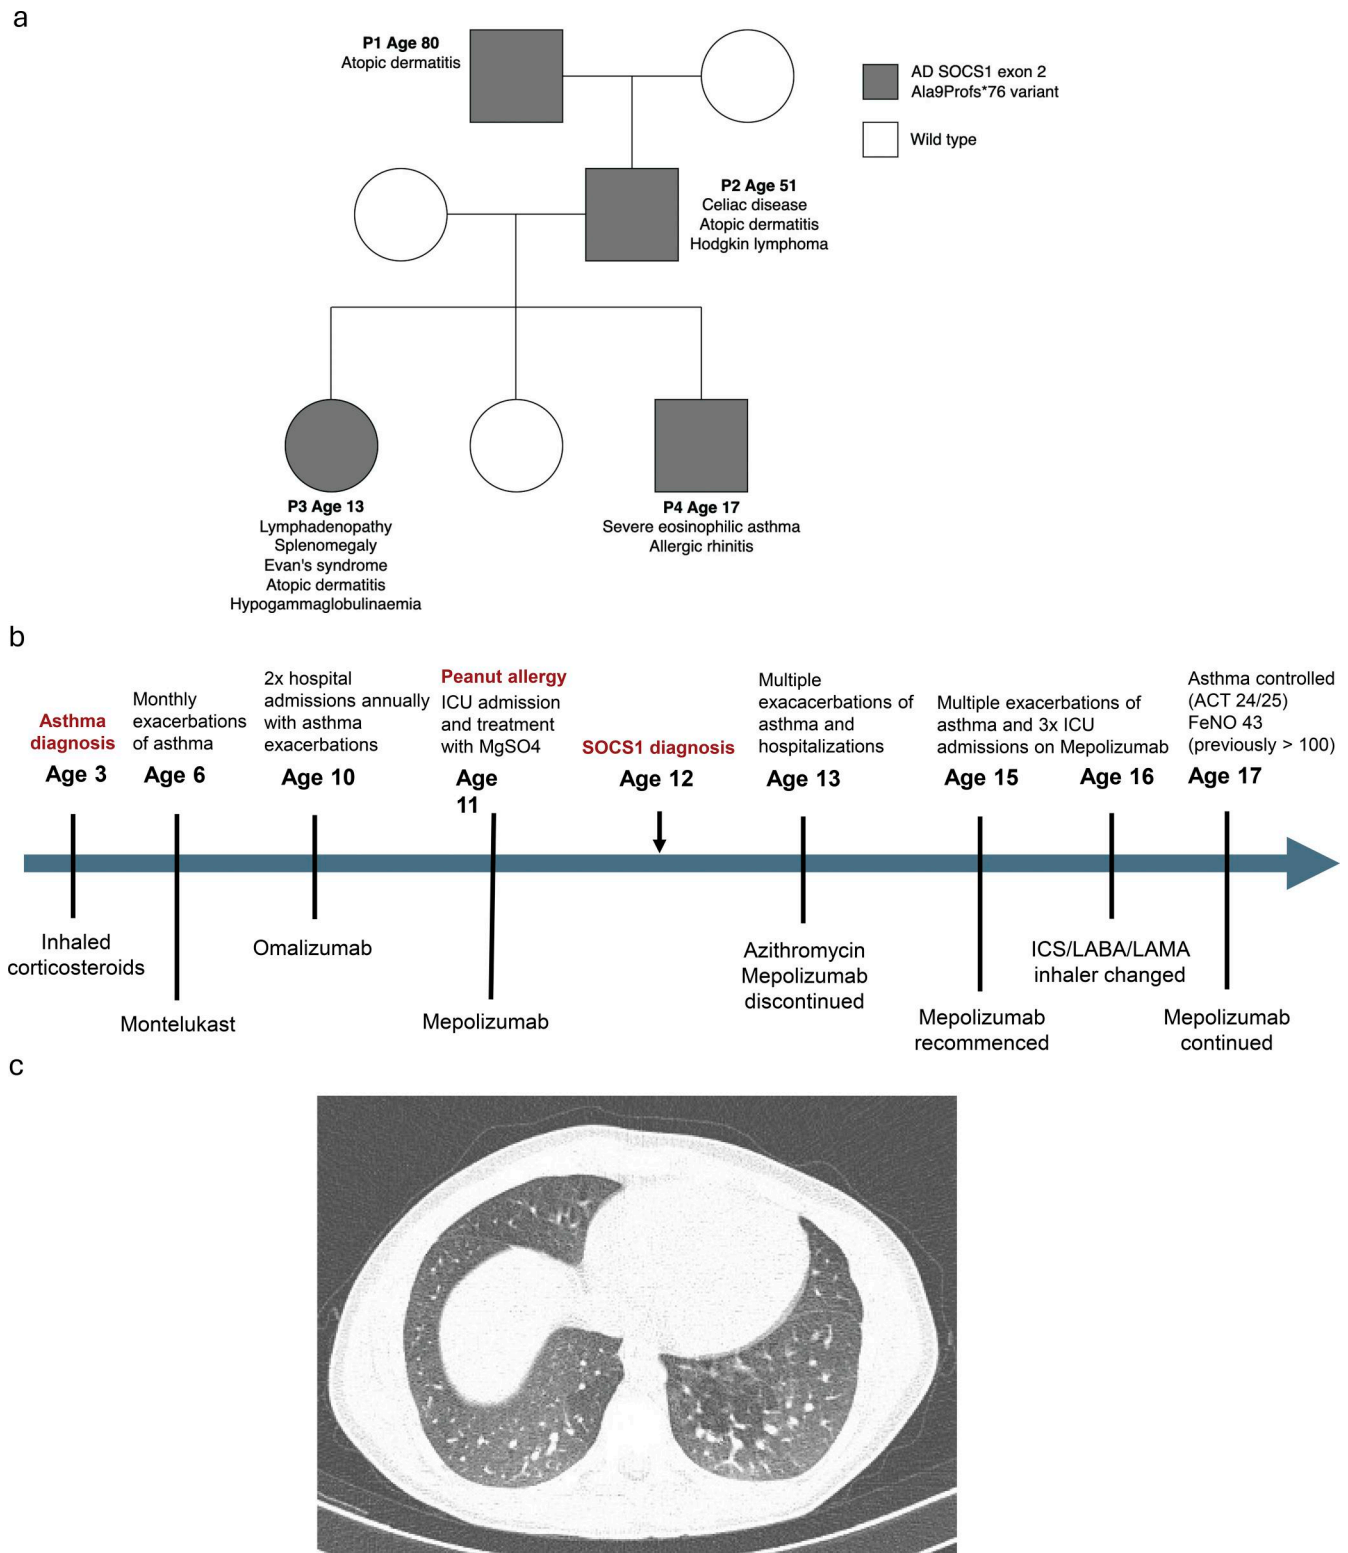 a
P1 Age 80
Atopic dermatitis
AD SOCS1 exon 2
Ala9Profs*76 variant
Wild type
P2 Age 51
Celiac disease
Atopic dermatitis
Hodgkin lymphoma
P3 Age 13
Lymphadenopathy
Splenomegaly
Evan's syndrome
Atopic dermatitis
Hypogammaglobulinaemia
P4 Age 17
Severe eosinophilic asthma
Allergic rhinitis
b
Asthma
diagnosis
Age 3
Monthly
exacerbations
of asthma
Age 6
2x hospital
admissions annually
with asthma
exacerbations
Age 10
Peanut allergy
ICU admission
and treatment
with MgSO4
Age
11
SOCS1 diagnosis
Age 12
Multiple
exacacerbations of
asthma and
hospitalizations
Age 13
Multiple exacerbations of
asthma and 3x ICU
admissions on Mepolizumab
Age 15
Age 16
Asthma controlled
(ACT 24/25)
FeNO 43
(previously > 100)
Age 17
Inhaled
corticosteroids
Montelukast
Omalizumab
Mepolizumab
Azithromycin
Mepolizumab
discontinued
Mepolizumab
recommenced
ICS/LABA/LAMA
inhaler changed
Mepolizumab
continued
c